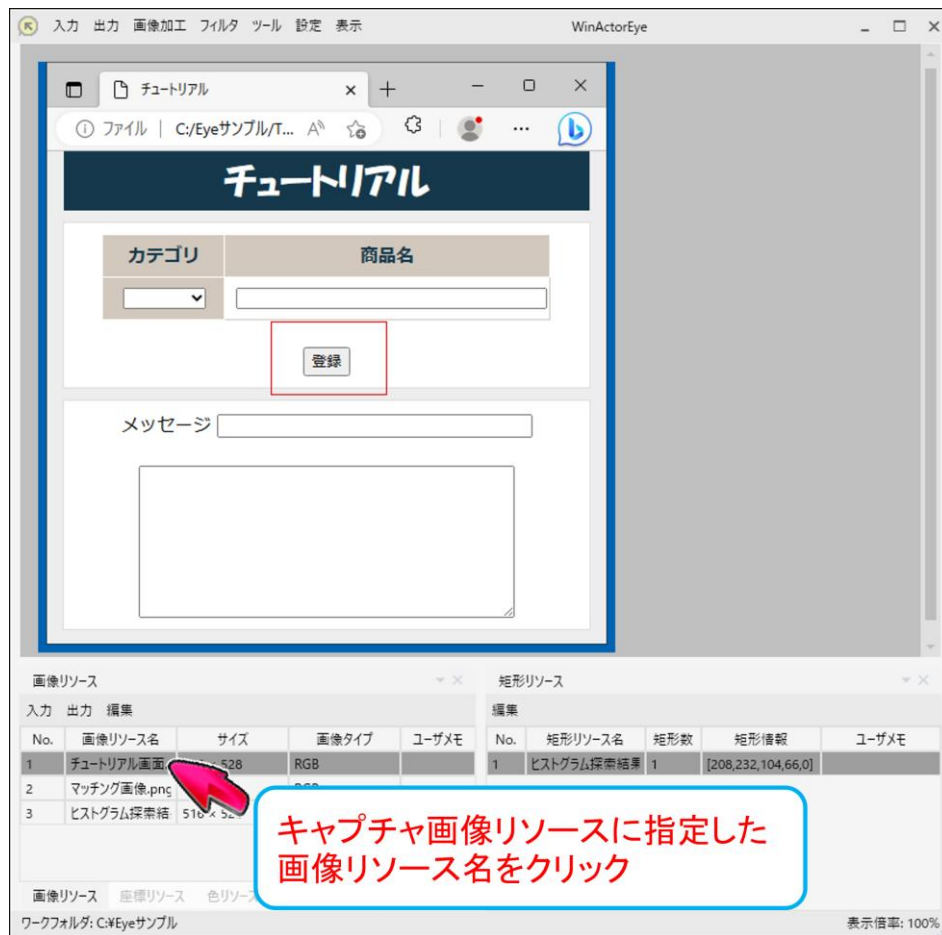 入力 出力 画像加工 フィルタ ツール 設定 表示 WinActorEye
チュートリアル
ファイル | C:/Eyeサンプル/T...
チュートリアル
カテゴリ 商品名
登録
メッセージ
画像リソース
入力 出力 編集
No. 画像リソース名 サイズ 画像タイプ ユーザメモ
1 チュートリアル画面. × 528 RGB
2 マッチング画像.png
3 ヒストグラム探索結 516 ×
画像リソース 座標リソース 色リソース
矩形リソース
編集
No. 矩形リソース名 矩形数 矩形情報 ユーザメモ
1 ヒストグラム探索結果 1 [208,232,104,66,0]
キャプチャ画像リソースに指定した
画像リソース名をクリック
ワークフォルダ: C:¥Eyeサンプル 表示倍率: 100%